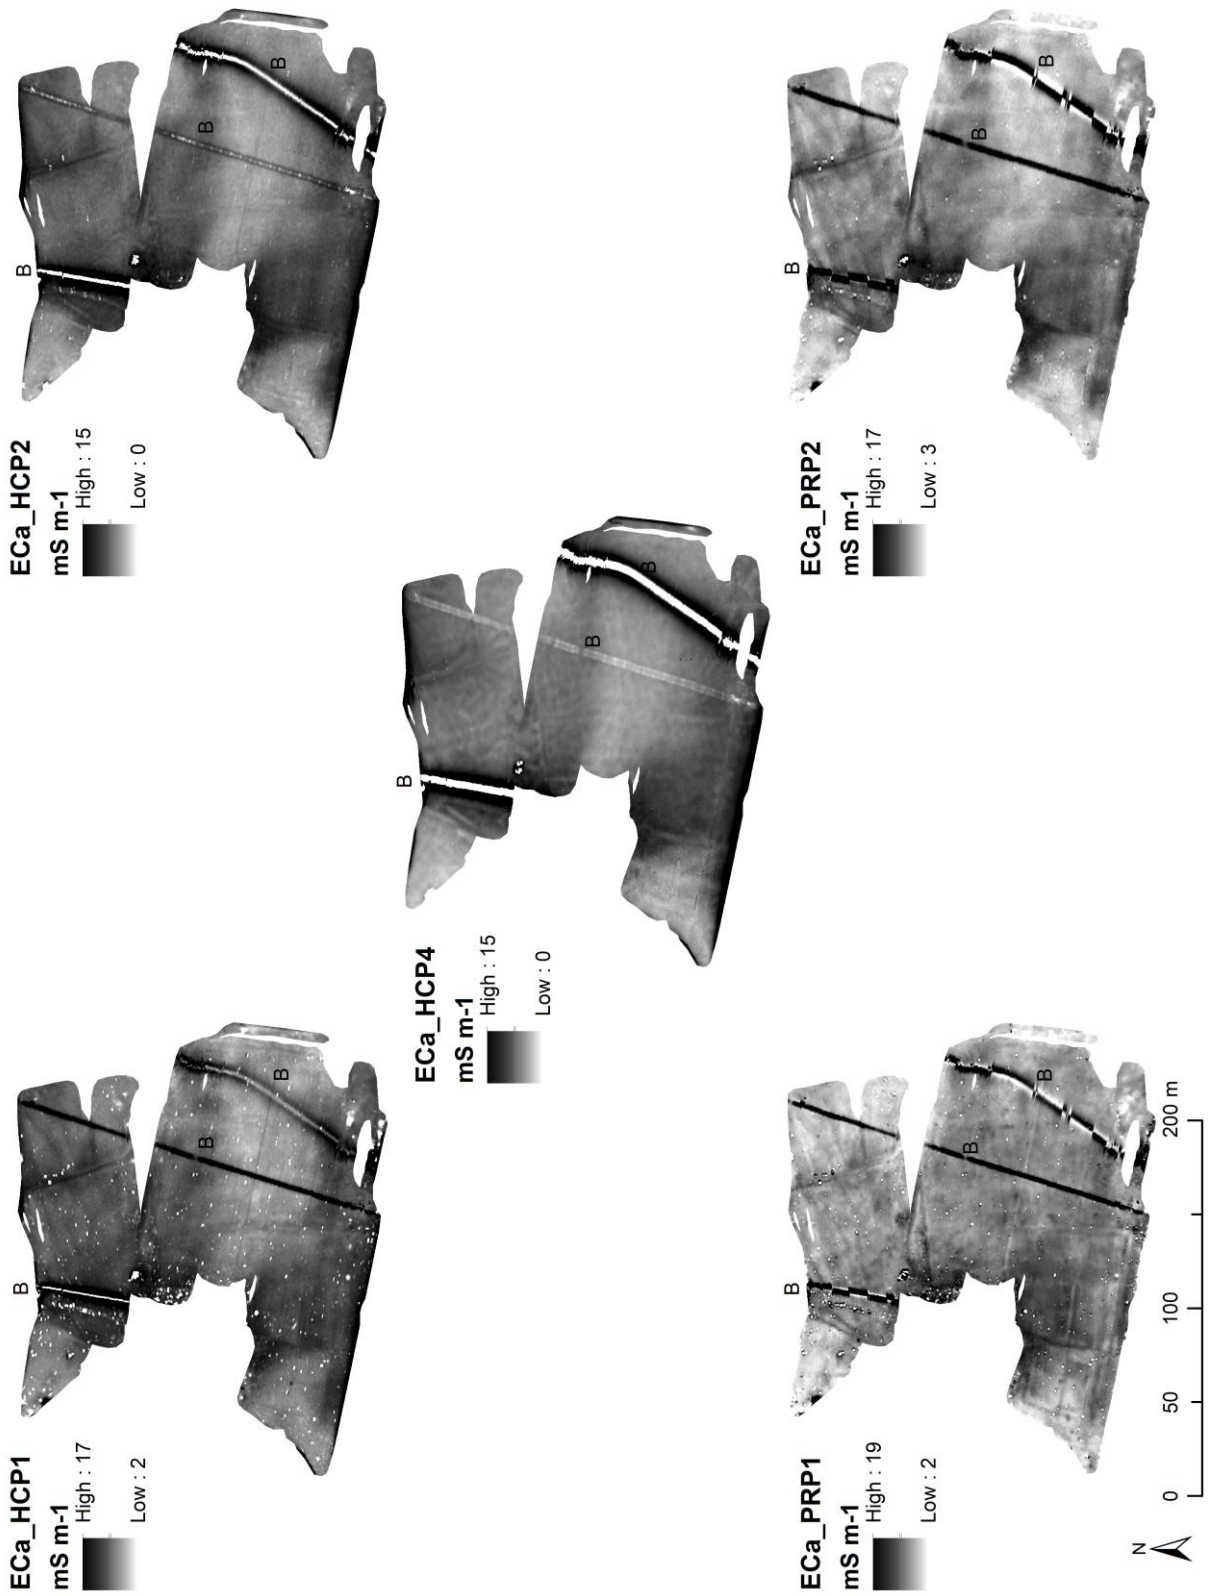 ECa_HCP1
mS m-1
High : 17
Low : 2
B
B
B
ECa_HCP2
mS m-1
High : 15
Low : 0
B
B
B
ECa_HCP4
mS m-1
High : 15
Low : 0
B
B
B
ECa_PRP1
mS m-1
High : 19
Low : 2
B
B
B
ECa_PRP2
mS m-1
High : 17
Low : 3
B
B
B
N
0 50 100 200 m